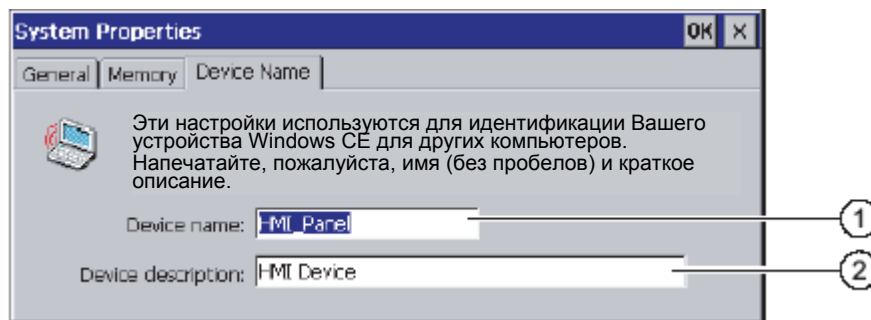 System Properties OK ×
General Memory Device Name
Эти настройки используются для идентификации Вашего
устройства Windows CE для других компьютеров.
Напечатайте, пожалуйста, имя (без пробелов) и краткое
описание.
Device name: HMI_Panel 1
Device description: HMI Device 2